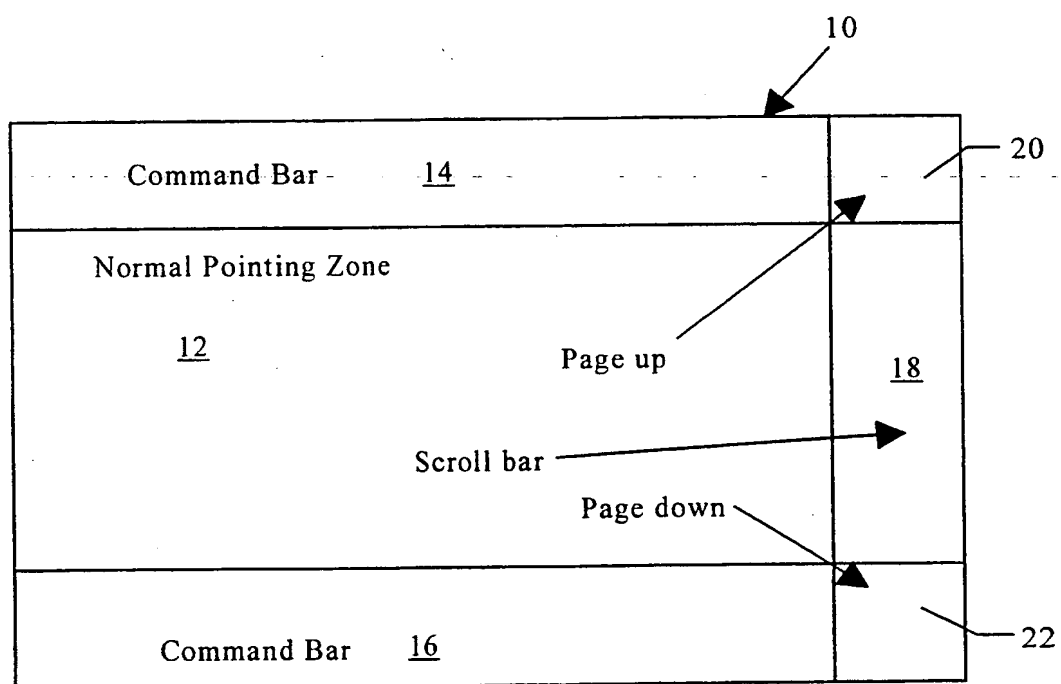 10
Command Bar 14
20
Normal Pointing Zone
12
Page up
18
Scroll bar
Page down
Command Bar 16
22